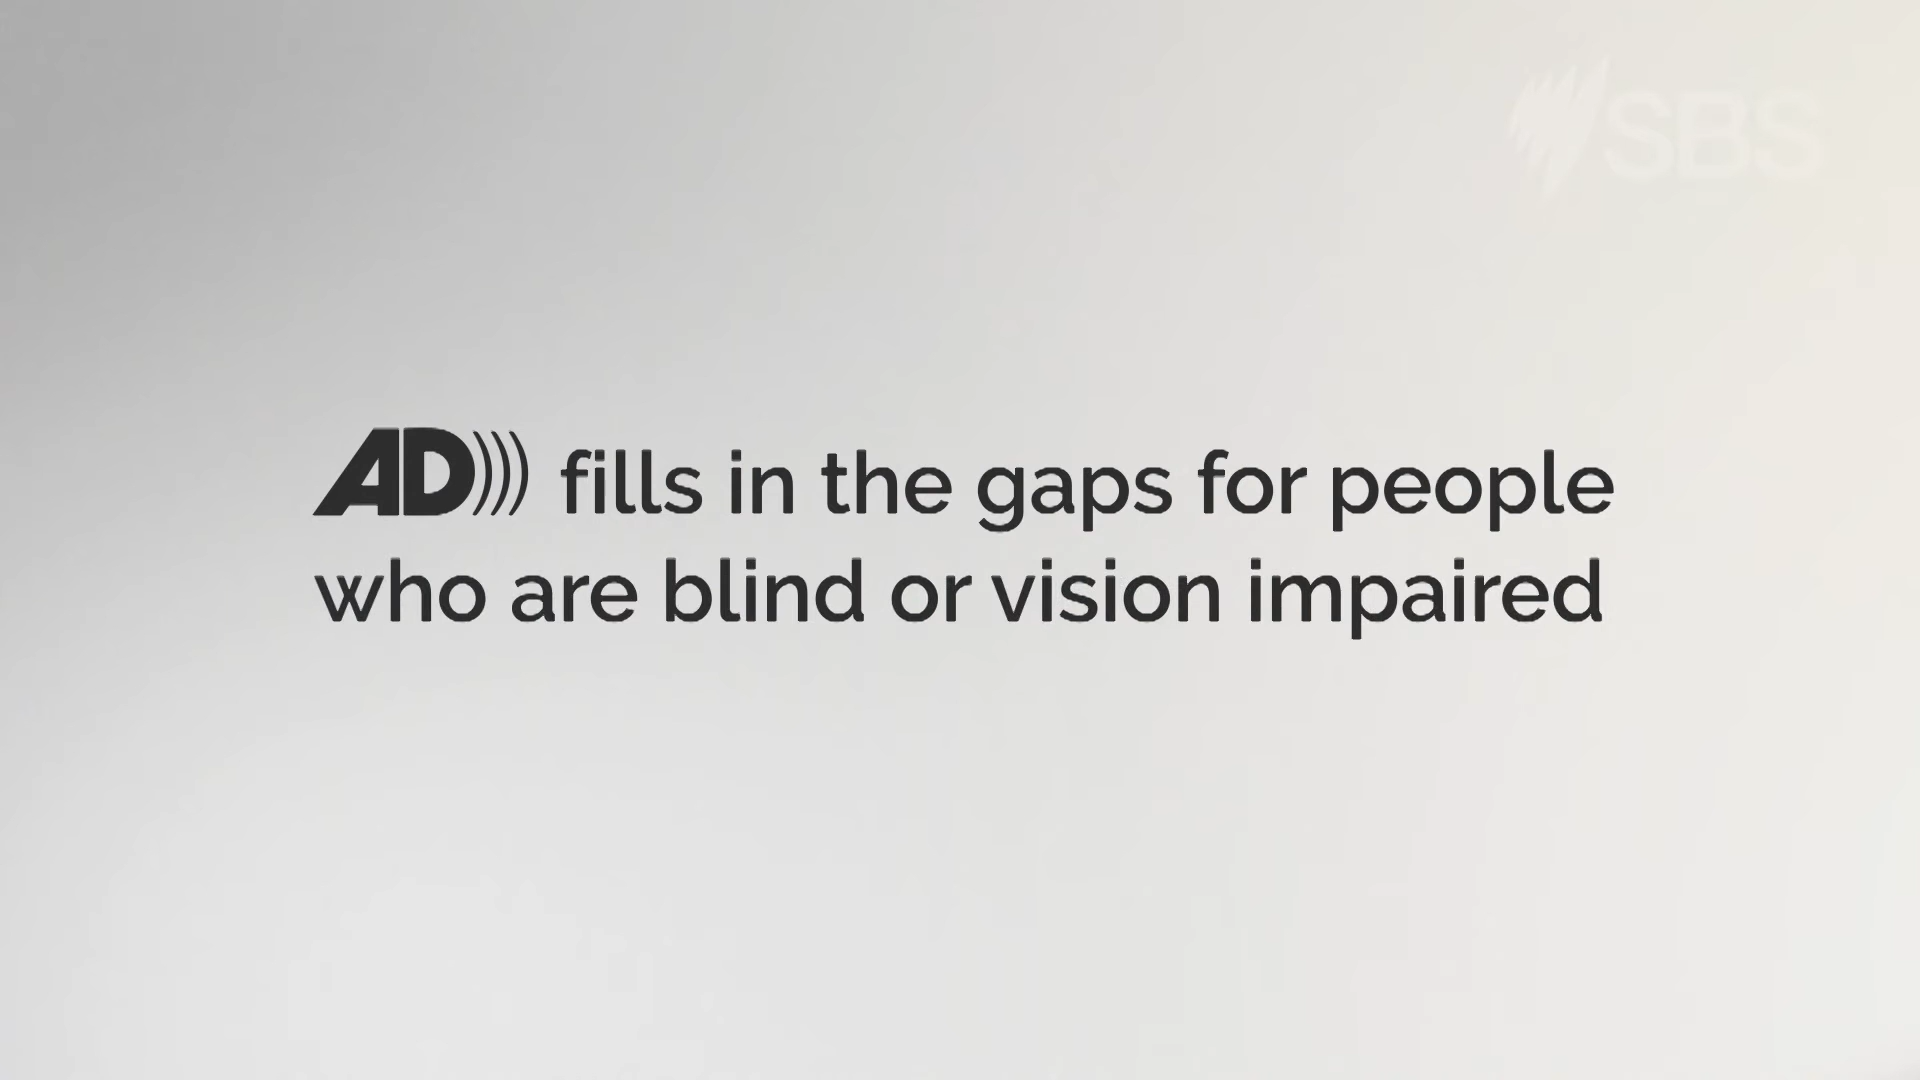 SBS
AD))) fills in the gaps for people
who are blind or vision impaired